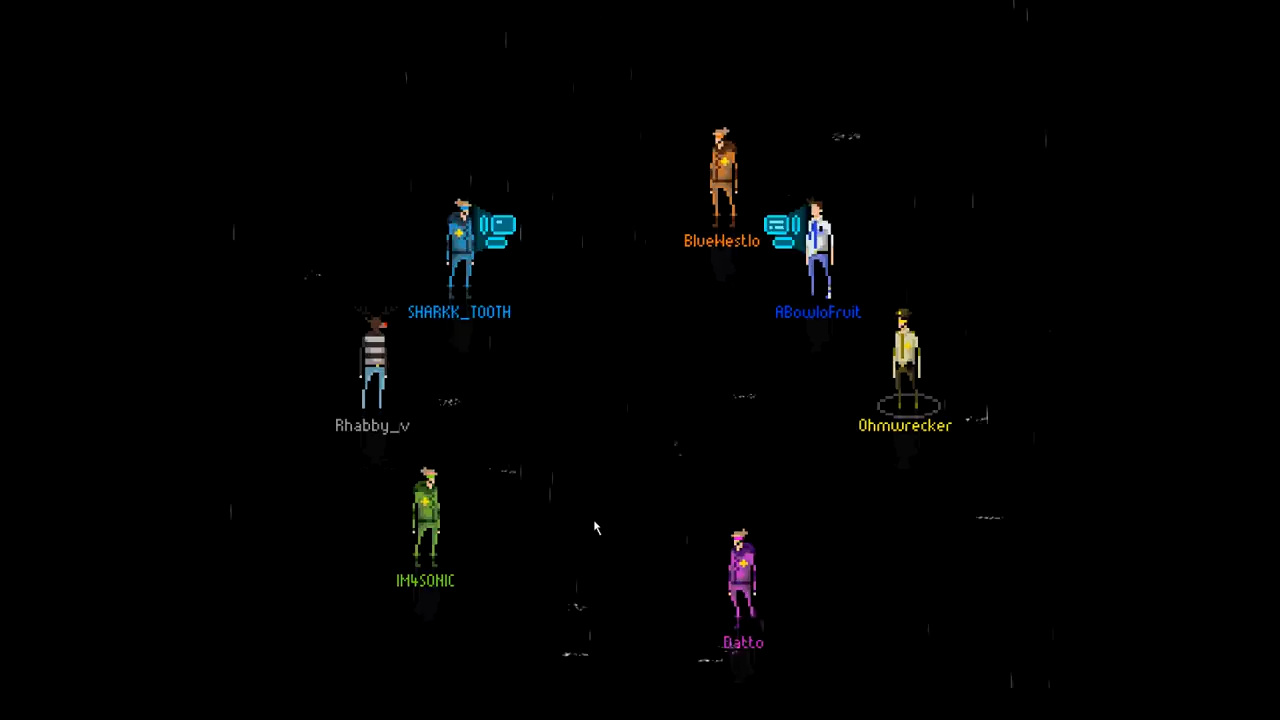 BlueWestlo
SHARKK_TOOTH
ABowloFruit
Rhabby_v
Ohmwrecker
IM4SONIC
Datto